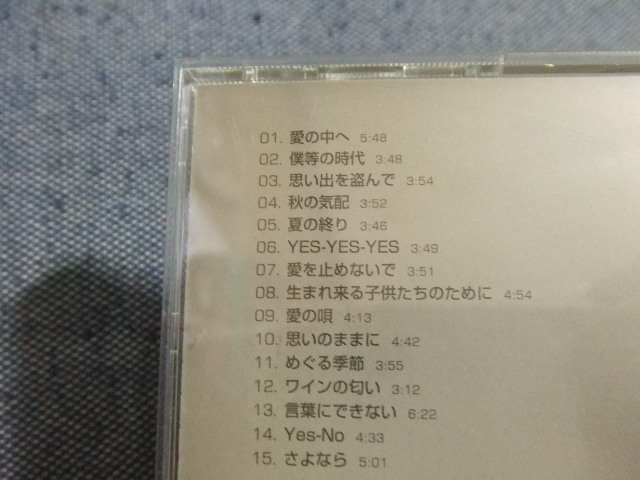 01. 愛の中へ 5:48
02. 僕等の時代 3:48
03. 思い出を盗んで 3:54
04. 秋の気配 3:52
05. 夏の終り 3:46
06. YES-YES-YES 3:49
07. 愛を止めないで 3:51
08. 生まれ来る子供たちのために 4:54
09. 愛の唄 4:13
10. 思いのままに 4:42
11. めぐる季節 3:55
12. ワインの匂い 3:12
13. 言葉にできない 6:22
14. Yes-No 4:33
15. さよなら 5:01